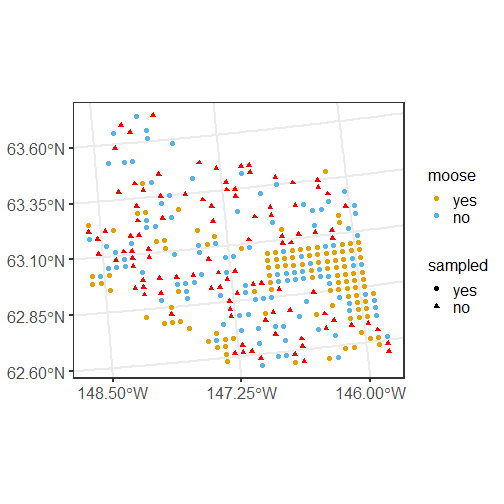 63.60°N
63.35°N
63.10°N
62.85°N
62.60°N
148.50°W
147.25°W
146.00°W
moose
yes
no
sampled
yes
no